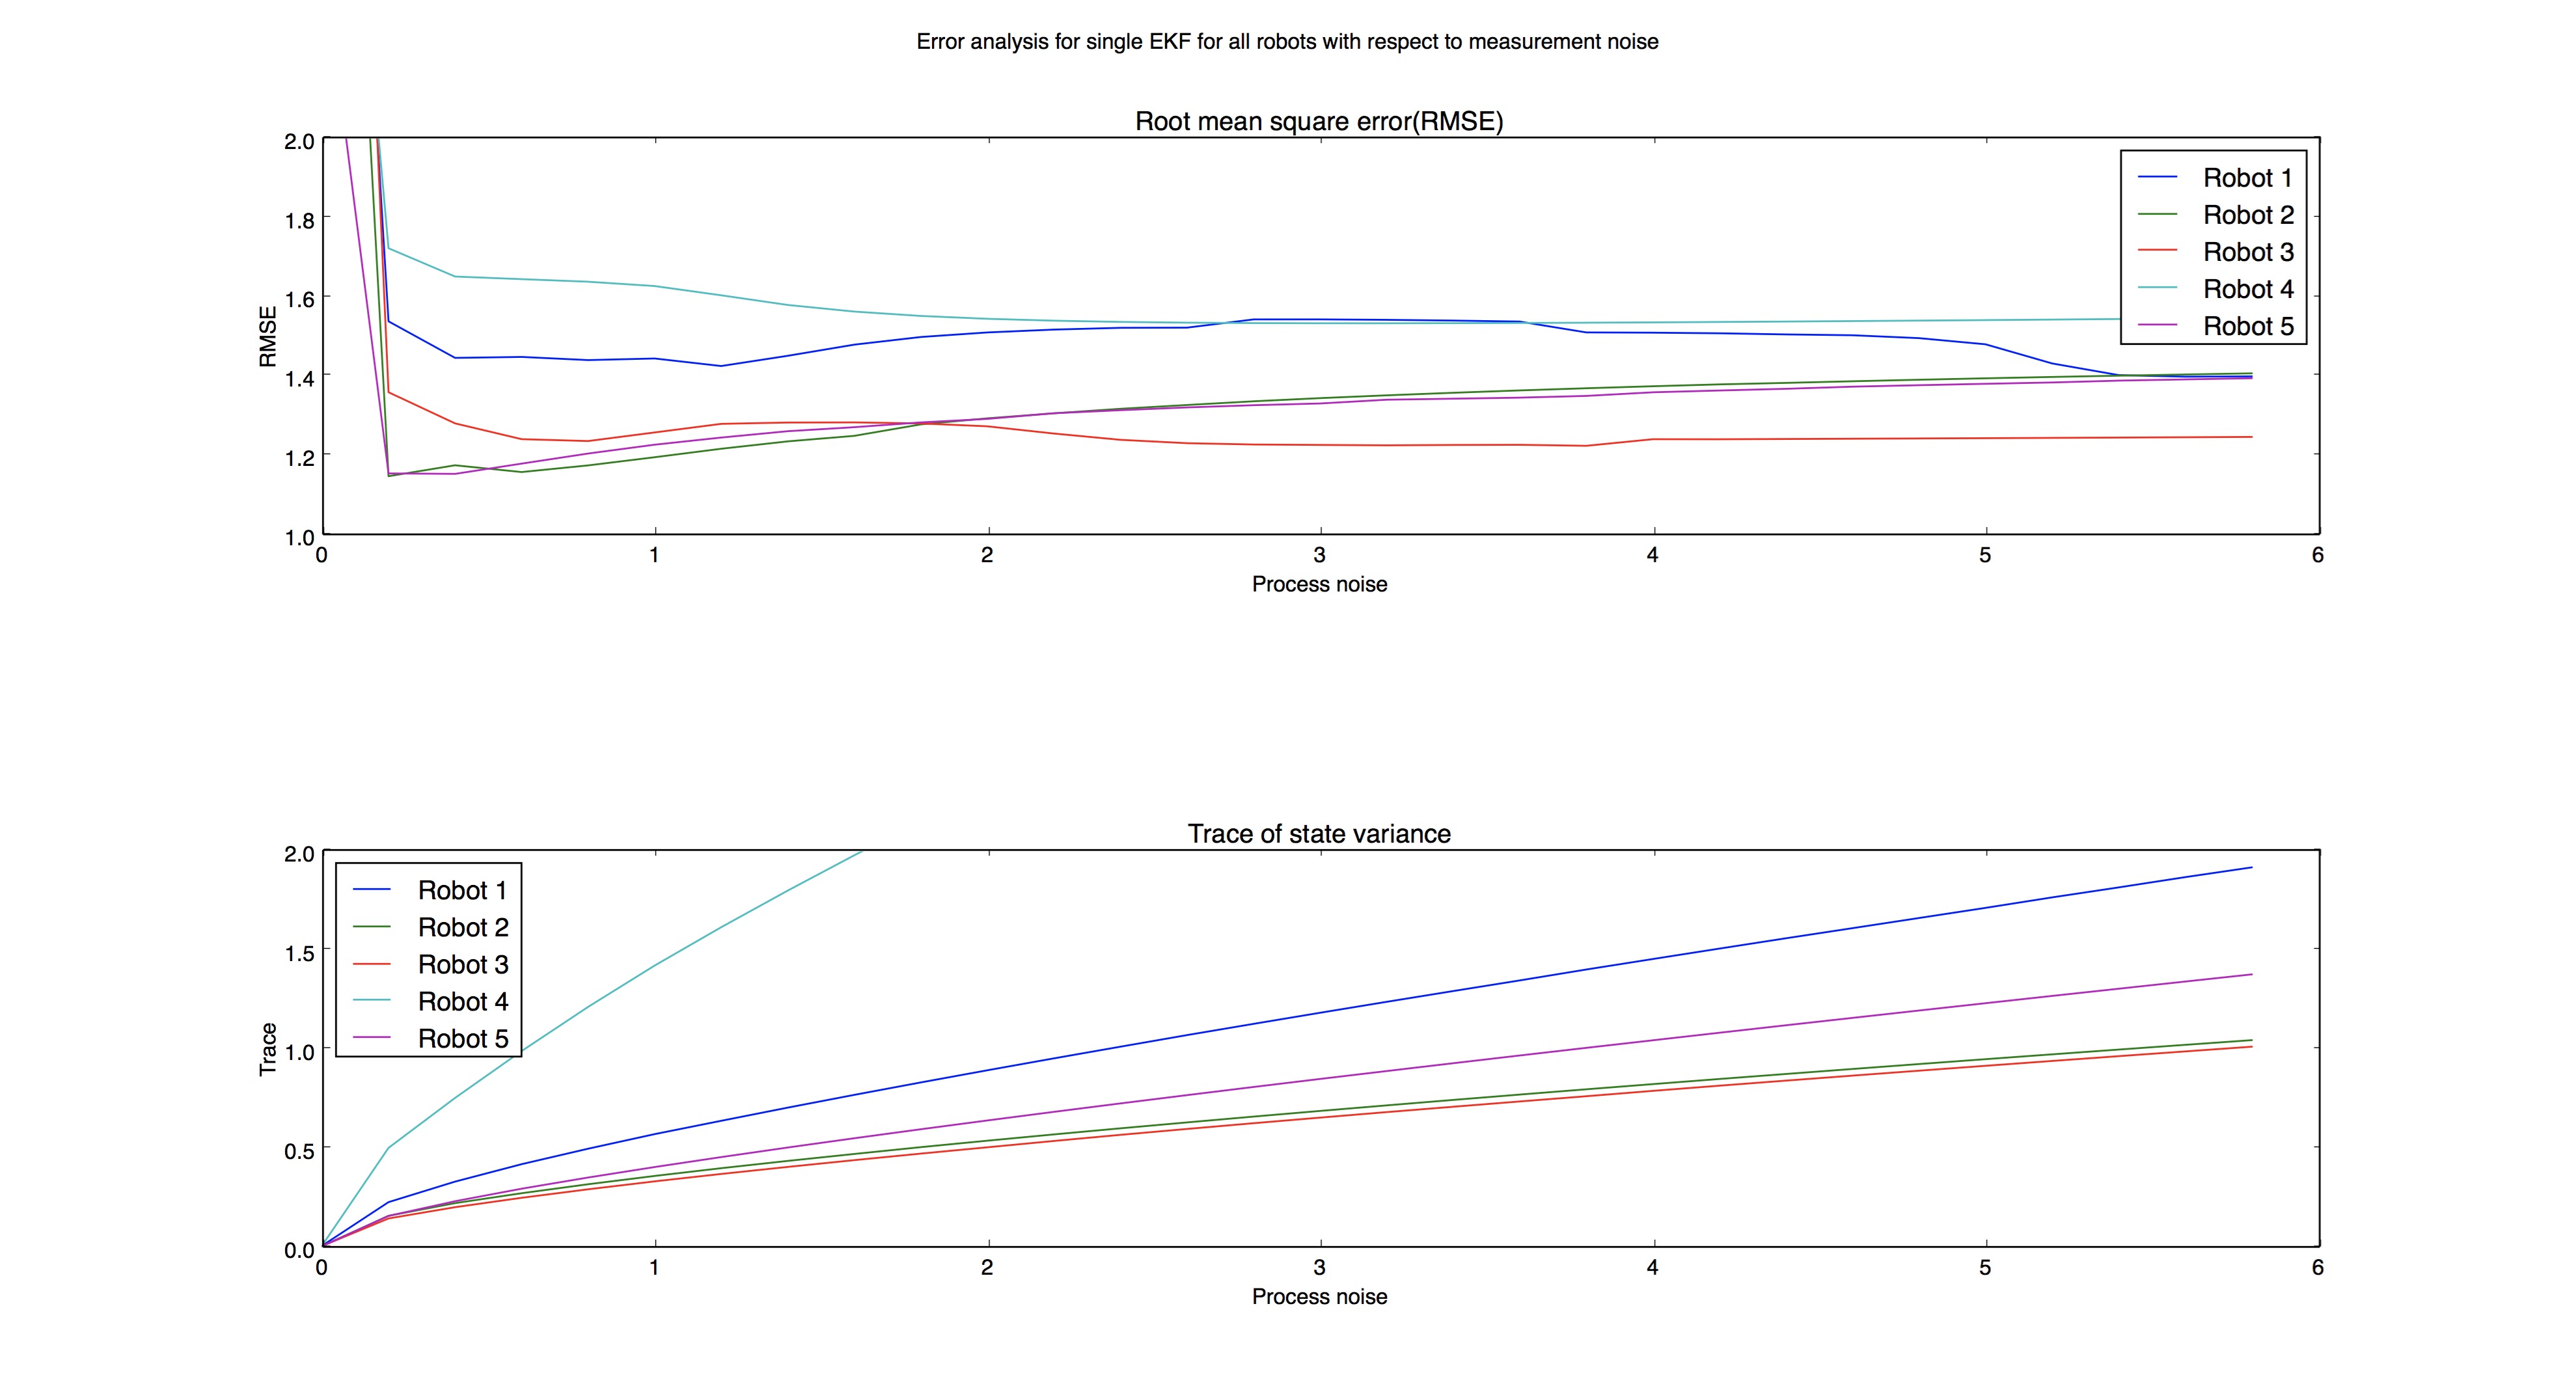 Error analysis for single EKF for all robots with respect to measurement noise
Root mean square error(RMSE)
2.0
1.8
1.6
1.4
1.2
1.0
RMSE
Robot 1
Robot 2
Robot 3
Robot 4
Robot 5
0 1 2 3 4 5 6
Process noise
Trace of state variance
2.0
1.5
1.0
0.5
0.0
Trace
Robot 1
Robot 2
Robot 3
Robot 4
Robot 5
0 1 2 3 4 5 6
Process noise